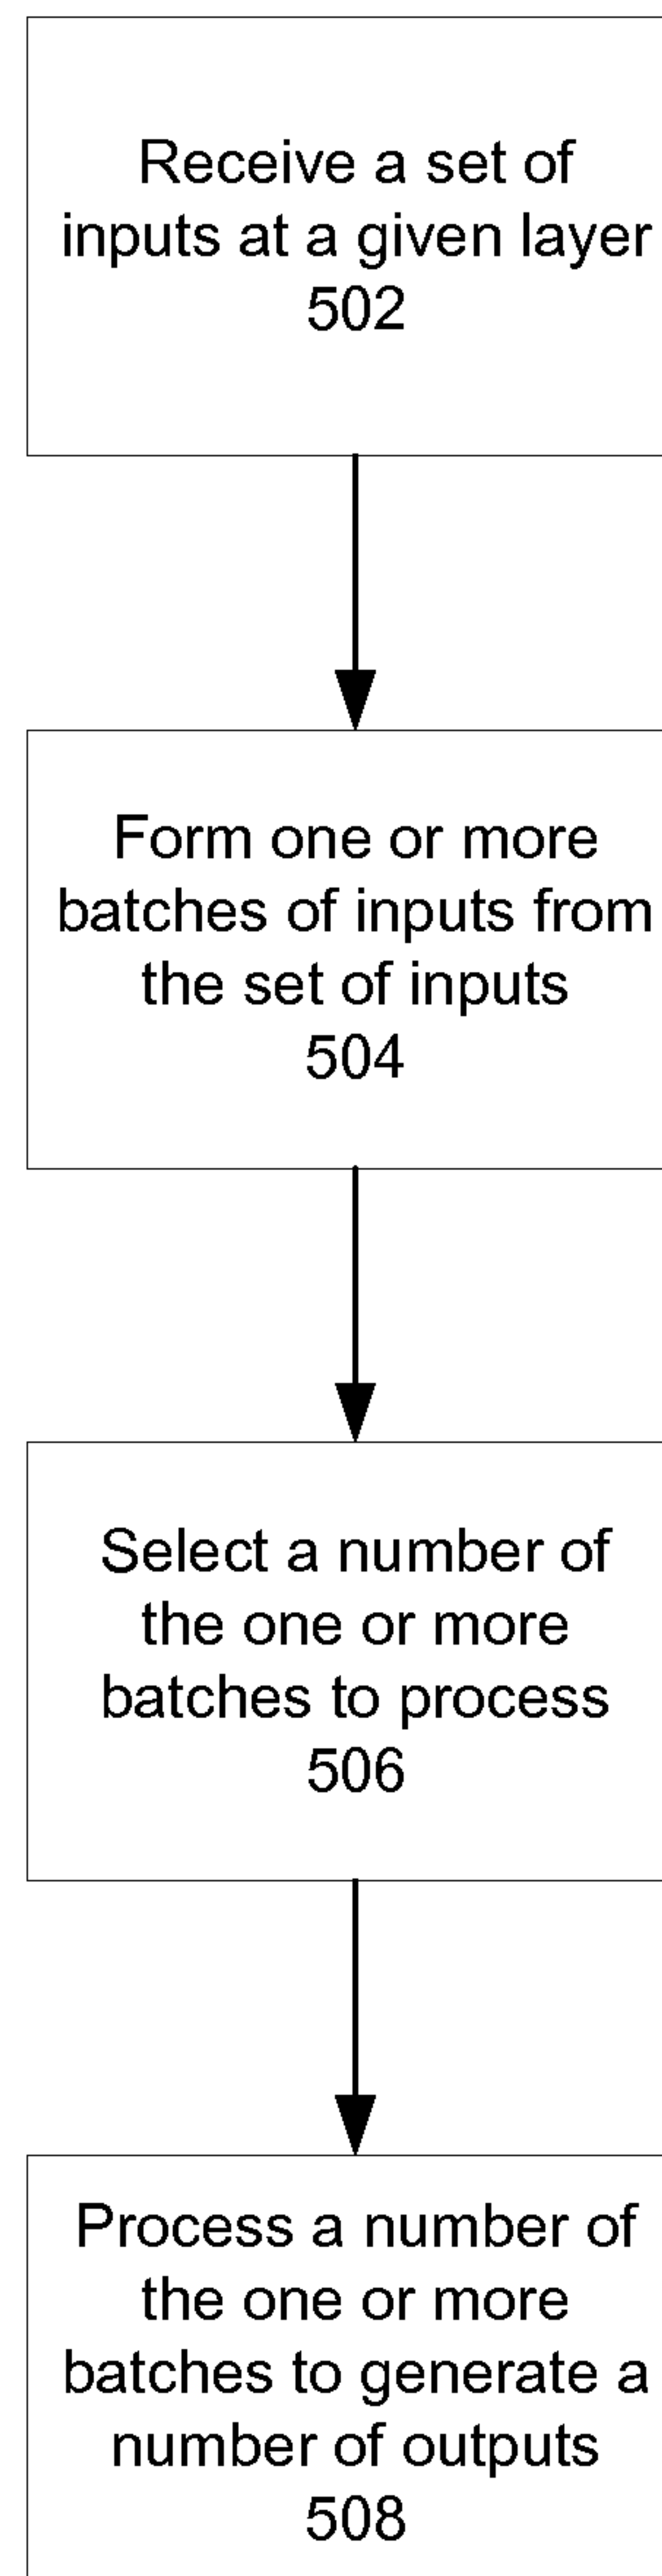 Receive a set of
inputs at a given layer
502
Form one or more
batches of inputs from
the set of inputs
504
Select a number of
the one or more
batches to process
506
Process a number of
the one or more
batches to generate a
number of outputs
508